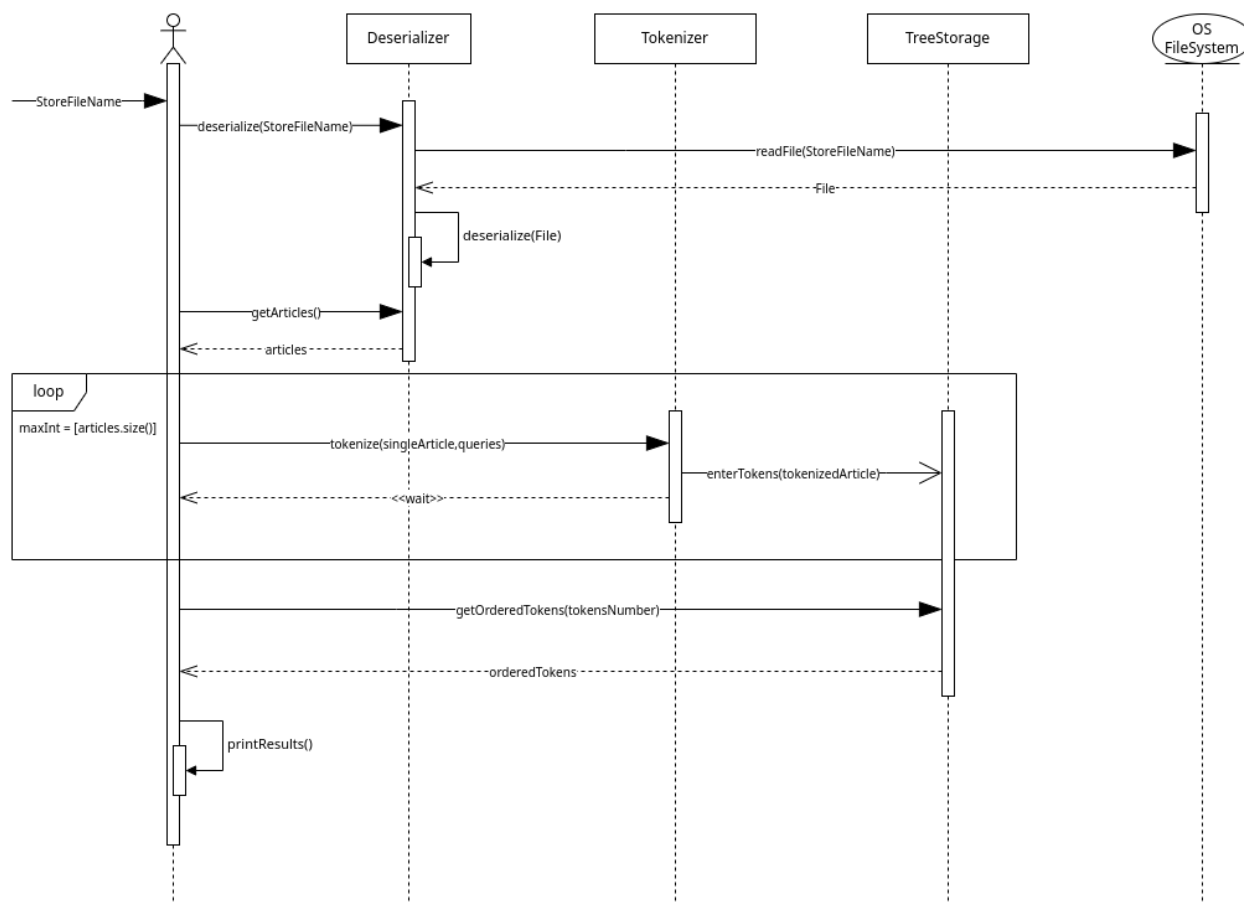 Deserializer
Tokenizer
TreeStorage
OS
FileSystem
StoreFileName
deserialize(StoreFileName)
readFile(StoreFileName)
File
deserialize(File)
getArticles()
articles
loop
maxInt = [articles.size()]
tokenize(singleArticle,queries)
enterTokens(tokenizedArticle)
<<wait>>
getOrderedTokens(tokensNumber)
orderedTokens
printResults()